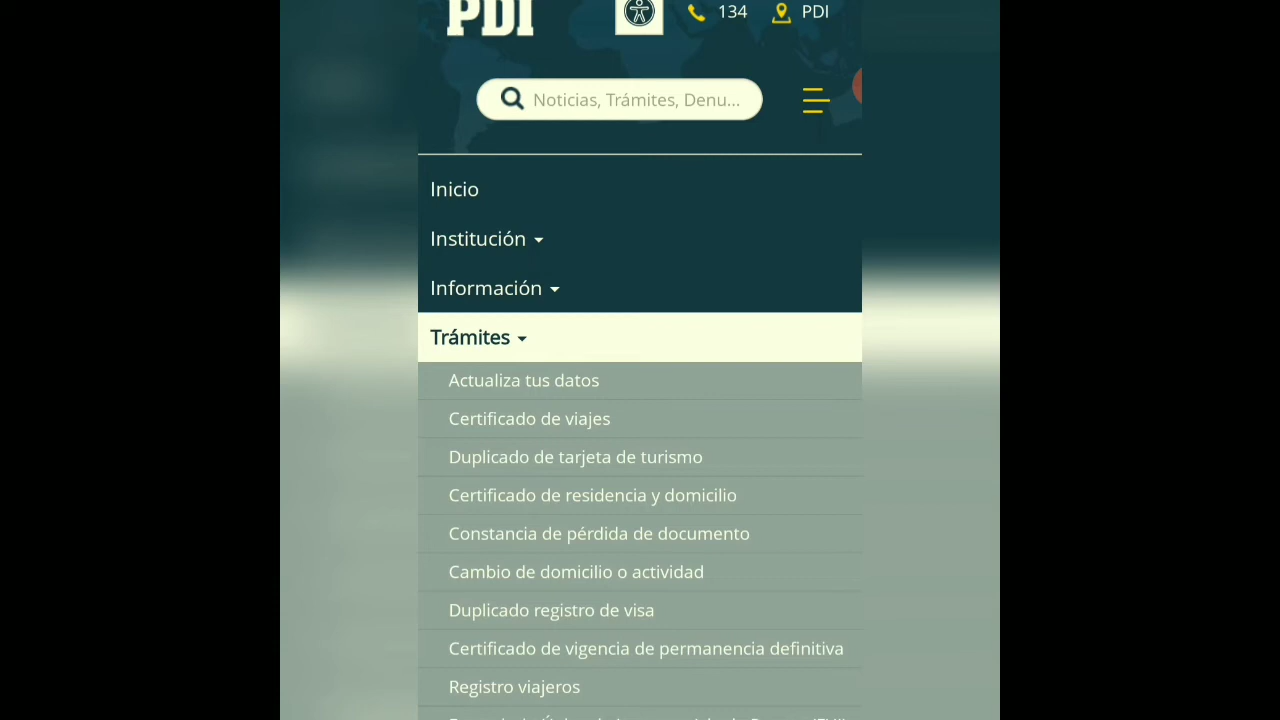 PDI
134
PDI
Noticias, Trámites, Denu...
Inicio
Institución
Información
Trámites
Actualiza tus datos
Certificado de viajes
Duplicado de tarjeta de turismo
Certificado de residencia y domicilio
Constancia de pérdida de documento
Cambio de domicilio o actividad
Duplicado registro de visa
Certificado de vigencia de permanencia definitiva
Registro viajeros